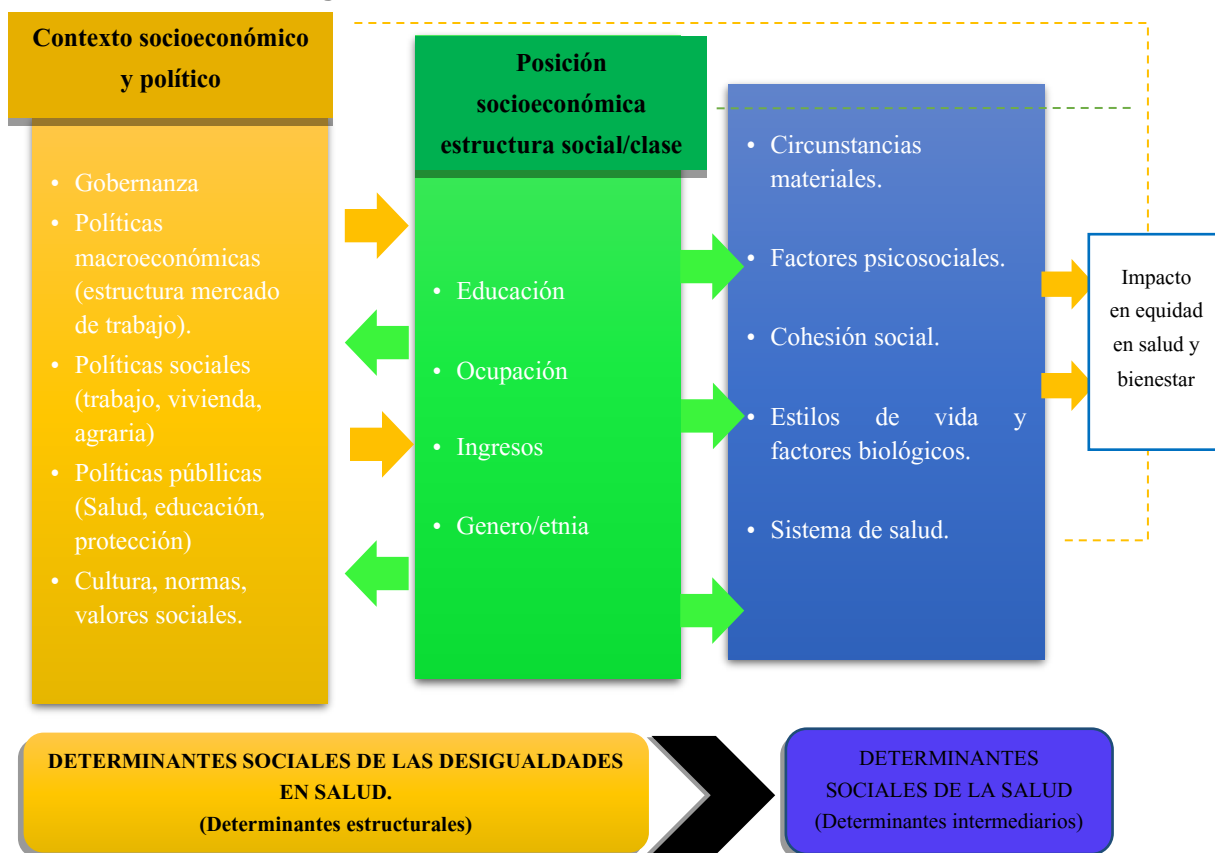 Contexto socioeconómico
y político
• Gobernanza
• Políticas
macroeconómicas
(estructura mercado
de trabajo).
• Políticas sociales
(trabajo, vivienda,
agraria)
• Políticas públlicas
(Salud, educación,
protección)
• Cultura, normas,
valores sociales.
Posición
socioeconómica
estructura social/clase
• Educación
• Ocupación
• Ingresos
• Genero/etnia
• Circunstancias
materiales.
• Factores psicosociales.
• Cohesión social.
• Estilos de vida y
factores biológicos.
• Sistema de salud.
Impacto
en equidad
en salud y
bienestar
DETERMINANTES SOCIALES DE LAS DESIGUALDADES
EN SALUD.
(Determinantes estructurales)
DETERMINANTES
SOCIALES DE LA SALUD
(Determinantes intermediarios)